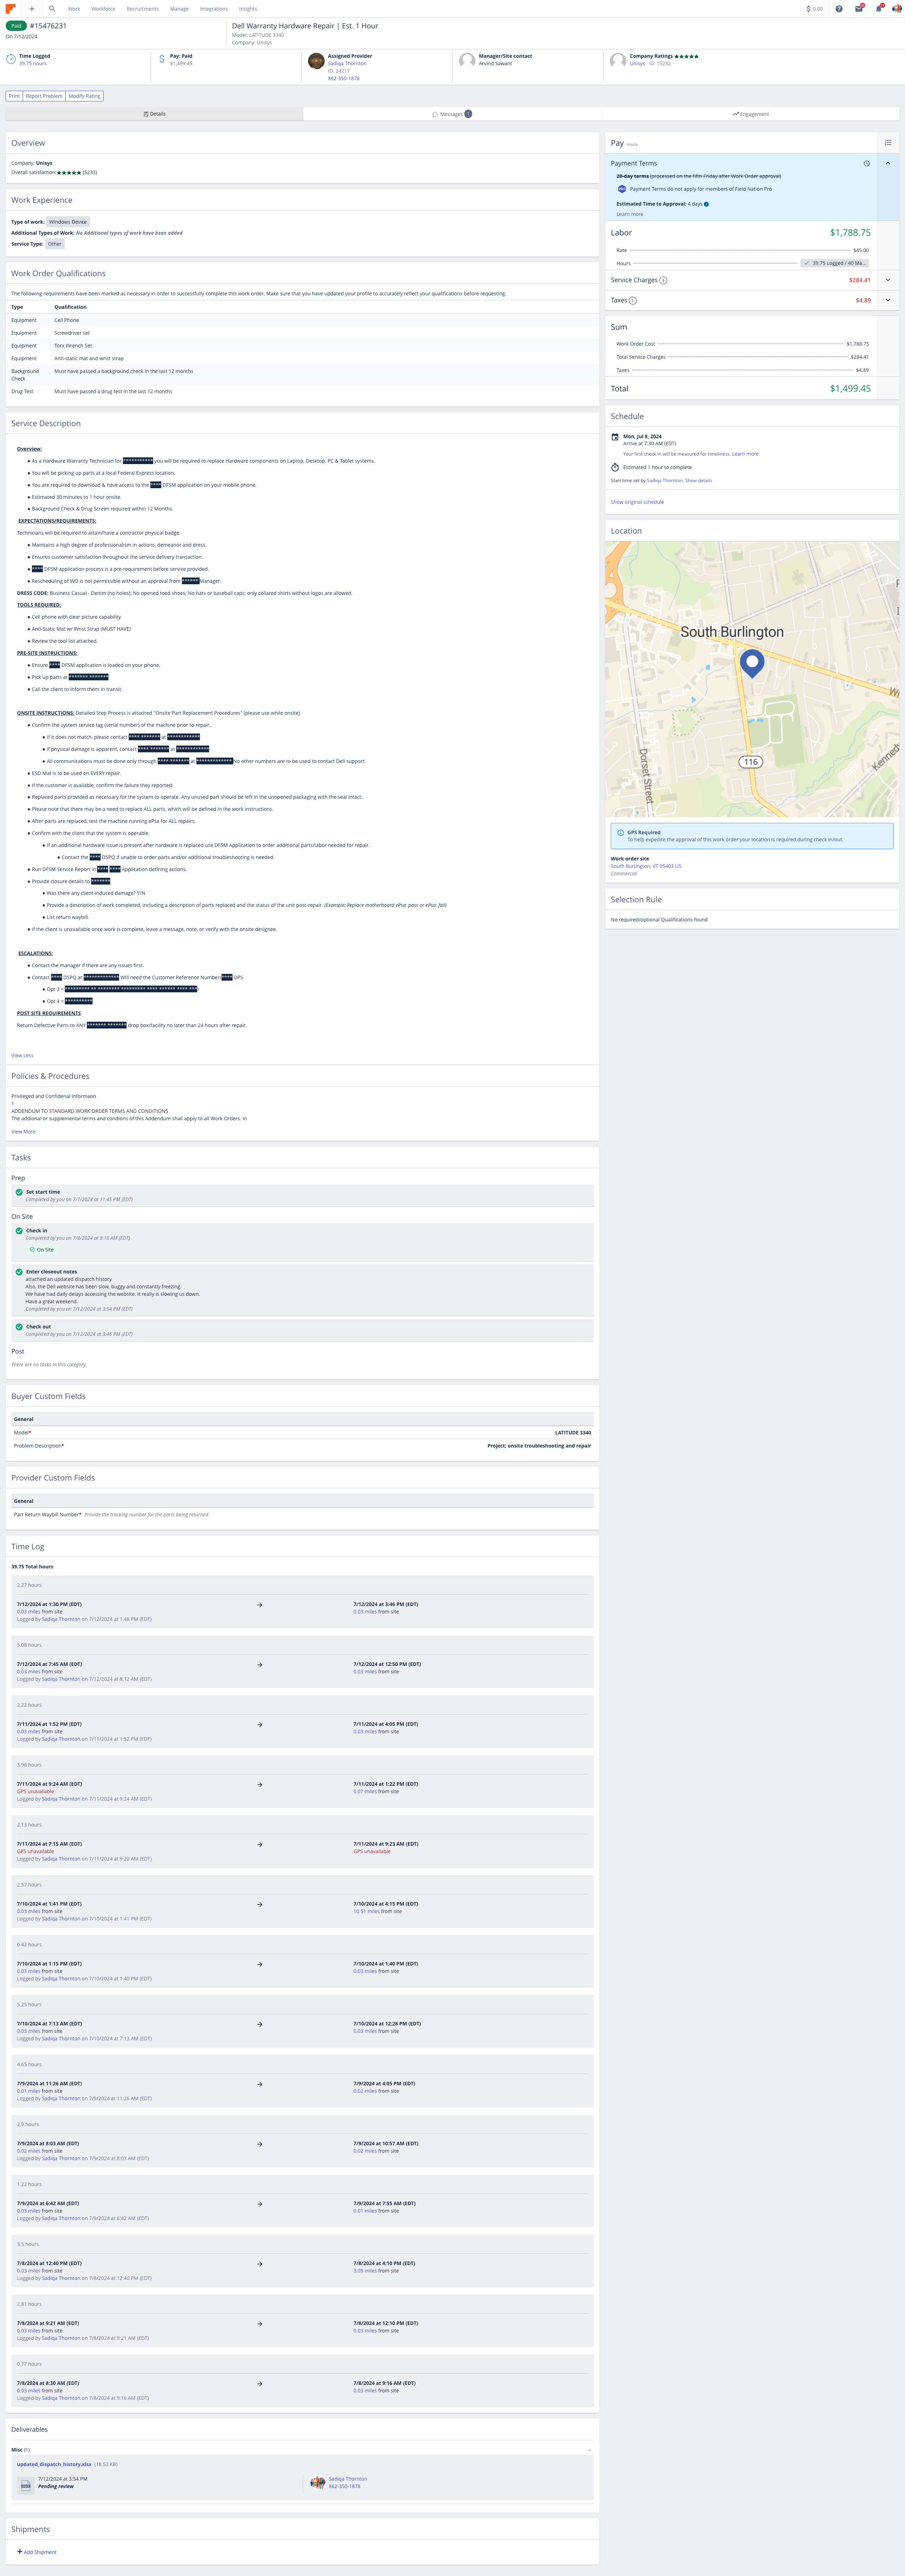 Work
Workforce
Recruitments
Manage
Integrations
Insights
$ 0.00
Paid #15476231
On 7/12/2024
Dell Warranty Hardware Repair | Est. 1 Hour
Model: LATITUDE 3340
Company: Unisys
Time Logged
39.75 hours
Pay: Paid
$1,499.45
Assigned Provider
Sadiqa Thornton
ID: 24217
862-350-1878
Manager/Site contact
Arvind Sawant
Company Ratings ★★★★★
Unisys ID: 15232
Print
Report Problem
Modify Rating
Details
Messages 1
Engagement
Overview
Company: Unisys
Overall satisfaction: ★★★★★ (5233)
Work Experience
Type of work: Windows Device
Additional Types of Work: No Additional types of work have been added
Service Type: Other
Work Order Qualifications
The following requirements have been marked as necessary in order to successfully complete this work order. Make sure that you have updated your profile to accurately reflect your qualifications before requesting.
Type Qualification
Equipment Cell Phone
Equipment Screwdriver set
Equipment Torx Wrench Set
Equipment Anti-static mat and wrist strap
Background Check Must have passed a background check in the last 12 months
Drug Test Must have passed a drug test in the last 12 months
Service Description
Overview:
As a Hardware Warranty Technician for ********** you will be required to replace Hardware components on Laptop, Desktop, PC & Tablet systems.
You will be picking up parts at a local Federal Express location.
You are required to download & have access to the **** DFSM application on your mobile phone.
Estimated 30 minutes to 1 hour onsite.
Background Check & Drug Screen required within 12 Months.
EXPECTATIONS/REQUIREMENTS:
Technicians will be required to attain/have a contractor physical badge.
Maintains a high degree of professionalism in actions, demeanor and dress.
Ensures customer satisfaction throughout the service delivery transaction.
**** DFSM application process is a pre-requirement before service provided.
Rescheduling of WO is not permissible without an approval from ****** Manager.
DRESS CODE: Business Casual - Denim (no holes); No opened toed shoes; No hats or baseball caps; only collared shirts without logos are allowed.
TOOLS REQUIRED:
Cell phone with clear picture capability
Anti-Static Mat w/ Wrist Strap (MUST HAVE)
Review the tool list attached.
PRE-SITE INSTRUCTIONS:
Ensure **** DFSM application is loaded on your phone.
Pick up parts at ******* *******
Call the client to inform them in transit.
ONSITE INSTRUCTIONS: Detailed Step Process is attached "Onsite Part Replacement Procedures" (please use while onsite)
Confirm the system service tag (serial number) of the machine prior to repair.
If it does not match, please contact **** ******* at ************
If physical damage is apparent, contact **** ******* at ************
All communications must be done only through **** ******* at ************* No other numbers are to be used to contact Dell support.
ESD Mat is to be used on EVERY repair.
If the customer is available, confirm the failure they reported.
Replaced parts provided as necessary for the system to operate. Any unused part should be left in the unopened packaging with the seal intact.
Please note that there may be a need to replace ALL parts, which will be defined in the work instructions.
After parts are replaced, test the machine running ePsa for ALL repairs.
Confirm with the client that the system is operable.
If an additional hardware issue is present after hardware is replaced use DFSM Application to order additional parts/labor needed for repair.
Contact the **** DSPQ if unable to order parts and/or additional troubleshooting is needed.
Run DFSM Service Report in **** **** Application defining actions.
Provide closure details to *******
Was there any client-induced damage? Y/N
Provide a description of work completed, including a description of parts replaced and the status of the unit post-repair. (Example: Replace motherboard ePsa: pass or ePsa: fail)
List return waybill.
If the client is unavailable once work is complete, leave a message, note, or verify with the onsite designee.
ESCALATIONS:
Contact the manager if there are any issues first.
Contact **** DSPQ at ************* Will need the Customer Reference Number/ **** DPS
Opt 3 = ********* ** ******** ********* **** ****** **** ***)
Opt 4 = **********
POST SITE REQUIREMENTS
Return Defective Parts to ANY ******* ******* drop box/facility no later than 24 hours after repair.
View Less
Policies & Procedures
Privileged and Confidenal Informaon
1
ADDENDUM TO STANDARD WORK ORDER TERMS AND CONDITIONS
The addional or supplemental terms and condions of this Addendum shall apply to all Work Orders. In
View More
Tasks
Prep
Set start time
Completed by you on 7/7/2024 at 11:45 PM (EDT)
On Site
Check in
Completed by you on 7/8/2024 at 9:16 AM (EDT)
On Site
Enter closeout notes
attached an updated dispatch history
Also, the Dell website has been slow, buggy and constantly freezing.
We have had daily delays accessing the website. It really is slowing us down.
Have a great weekend.
Completed by you on 7/12/2024 at 3:54 PM (EDT)
Check out
Completed by you on 7/12/2024 at 3:46 PM (EDT)
Post
There are no tasks in this category.
Buyer Custom Fields
General
Model* LATITUDE 3340
Problem Description* Project; onsite troubleshooting and repair
Provider Custom Fields
General
Part Return Waybill Number* Provide the tracking number for the parts being returned
Time Log
39.75 Total hours
2.27 hours
7/12/2024 at 1:30 PM (EDT) → 7/12/2024 at 3:46 PM (EDT)
0.03 miles from site 0.03 miles from site
Logged by Sadiqa Thornton on 7/12/2024 at 1:48 PM (EDT)
5.08 hours
7/12/2024 at 7:45 AM (EDT) → 7/12/2024 at 12:50 PM (EDT)
0.03 miles from site 0.03 miles from site
Logged by Sadiqa Thornton on 7/12/2024 at 8:12 AM (EDT)
2.22 hours
7/11/2024 at 1:52 PM (EDT) → 7/11/2024 at 4:05 PM (EDT)
0.03 miles from site 0.03 miles from site
Logged by Sadiqa Thornton on 7/11/2024 at 1:52 PM (EDT)
3.96 hours
7/11/2024 at 9:24 AM (EDT) → 7/11/2024 at 1:22 PM (EDT)
GPS unavailable 0.07 miles from site
Logged by Sadiqa Thornton on 7/11/2024 at 9:24 AM (EDT)
2.13 hours
7/11/2024 at 7:15 AM (EDT) → 7/11/2024 at 9:23 AM (EDT)
GPS unavailable GPS unavailable
Logged by Sadiqa Thornton on 7/11/2024 at 9:20 AM (EDT)
2.57 hours
7/10/2024 at 1:41 PM (EDT) → 7/10/2024 at 4:15 PM (EDT)
0.03 miles from site 10.51 miles from site
Logged by Sadiqa Thornton on 7/10/2024 at 1:41 PM (EDT)
0.42 hours
7/10/2024 at 1:15 PM (EDT) → 7/10/2024 at 1:40 PM (EDT)
0.03 miles from site 0.03 miles from site
Logged by Sadiqa Thornton on 7/10/2024 at 1:40 PM (EDT)
5.25 hours
7/10/2024 at 7:13 AM (EDT) → 7/10/2024 at 12:28 PM (EDT)
0.03 miles from site 0.03 miles from site
Logged by Sadiqa Thornton on 7/10/2024 at 7:13 AM (EDT)
4.65 hours
7/9/2024 at 11:26 AM (EDT) → 7/9/2024 at 4:05 PM (EDT)
0.01 miles from site 0.02 miles from site
Logged by Sadiqa Thornton on 7/9/2024 at 11:26 AM (EDT)
2.9 hours
7/9/2024 at 8:03 AM (EDT) → 7/9/2024 at 10:57 AM (EDT)
0.02 miles from site 0.02 miles from site
Logged by Sadiqa Thornton on 7/9/2024 at 8:03 AM (EDT)
1.22 hours
7/9/2024 at 6:42 AM (EDT) → 7/9/2024 at 7:55 AM (EDT)
0.03 miles from site 0.01 miles from site
Logged by Sadiqa Thornton on 7/9/2024 at 6:42 AM (EDT)
3.5 hours
7/8/2024 at 12:40 PM (EDT) → 7/8/2024 at 4:10 PM (EDT)
0.03 miles from site 3.09 miles from site
Logged by Sadiqa Thornton on 7/8/2024 at 12:40 PM (EDT)
2.81 hours
7/8/2024 at 9:21 AM (EDT) → 7/8/2024 at 12:10 PM (EDT)
0.03 miles from site 0.03 miles from site
Logged by Sadiqa Thornton on 7/8/2024 at 9:21 AM (EDT)
0.77 hours
7/8/2024 at 8:30 AM (EDT) → 7/8/2024 at 9:16 AM (EDT)
0.03 miles from site 0.03 miles from site
Logged by Sadiqa Thornton on 7/8/2024 at 9:16 AM (EDT)
Deliverables
Misc (1)
updated_dispatch_history.xlsx (18.52 KB)
7/12/2024 at 3:54 PM
Pending review
Sadiqa Thornton
862-350-1878
Shipments
+ Add Shipment
Pay Hourly
Payment Terms
28-day terms (processed on the fifth Friday after Work Order approval)
Payment Terms do not apply for members of Field Nation Pro
Estimated Time to Approval: 4 days
Learn more
Labor $1,788.75
Rate $45.00
Hours 39.75 Logged / 40 Ma...
Service Charges $284.41
Taxes $4.89
Sum
Work Order Cost $1,788.75
Total Service Charges $284.41
Taxes $4.89
Total $1,499.45
Schedule
Mon, Jul 8, 2024
Arrive at 7:30 AM (EDT)
Your first check in will be measured for timeliness. Learn more
Estimated 1 hour to complete
Start time set by Sadiqa Thornton. Show details
Show original schedule
Location
South Burlington
116
Dorset Street
Kenned
GPS Required
To help expedite the approval of this work order your location is required during check in/out.
Work order site
South Burlington, VT 05403 US
Commercial
Selection Rule
No required/optional Qualifications found